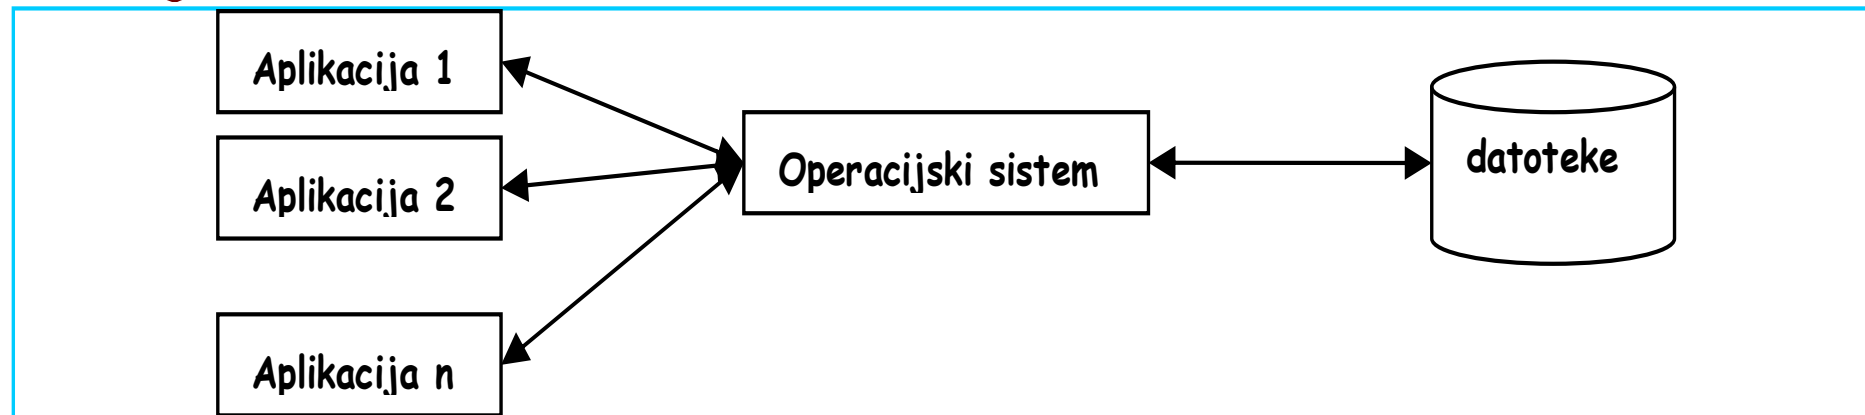 Aplikacija 1
Aplikacija 2
Operacijski sistem
datoteke
Aplikacija n